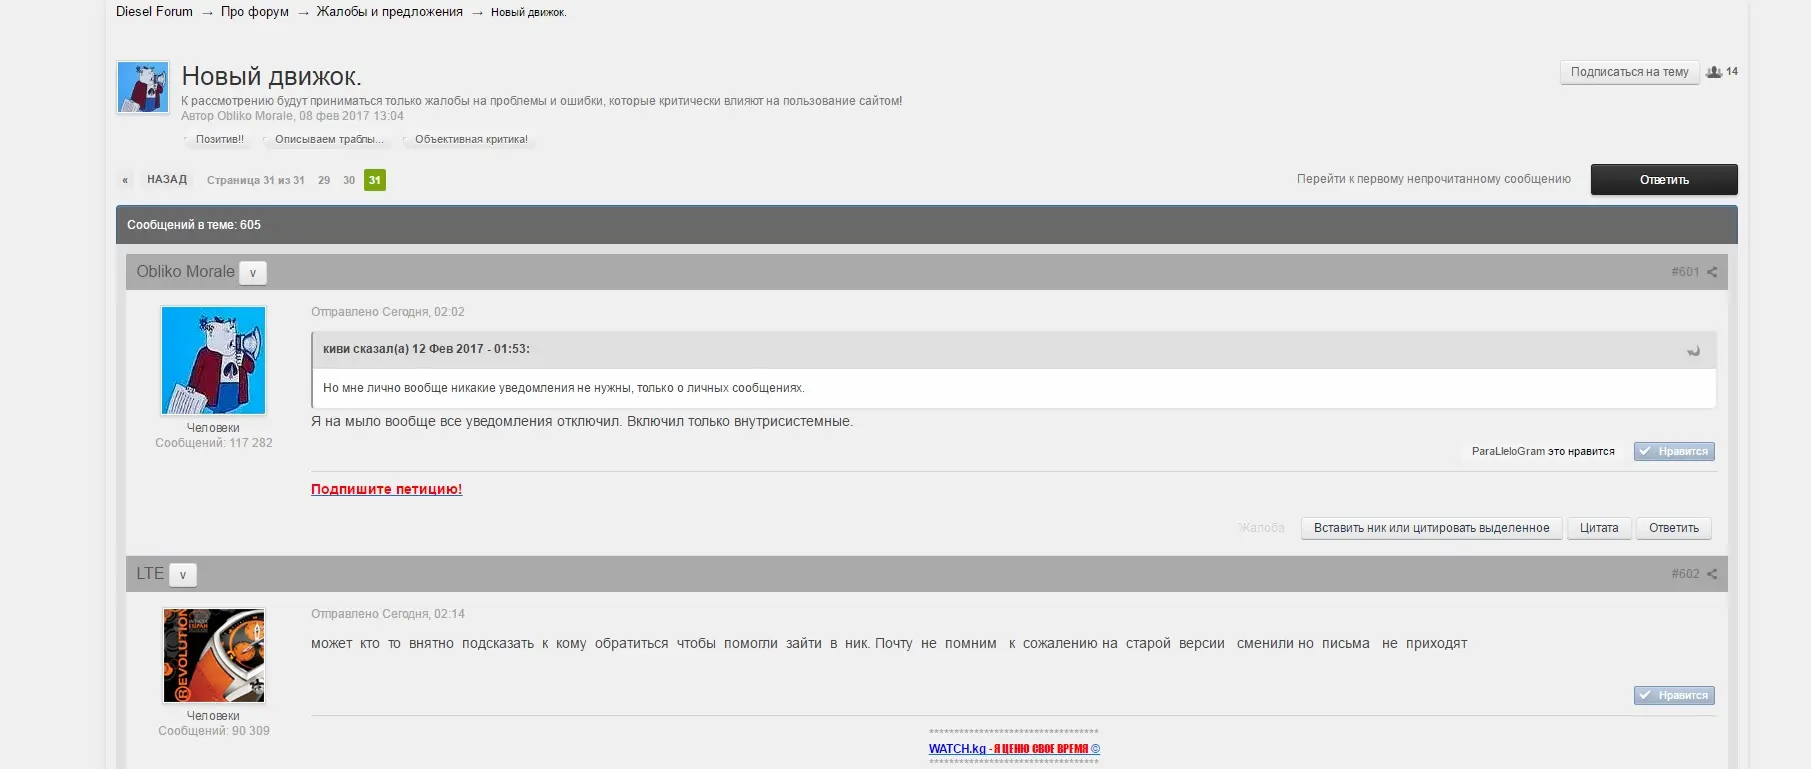 Diesel Forum → Про форум → Жалобы и предложения → Новый движок.
Новый движок.
Подписаться на тему 14
К рассмотрению будут приниматься только жалобы на проблемы и ошибки, которые критически влияют на пользование сайтом!
Автор Obliko Morale, 08 фев 2017 13:04
Позитив!! Описываем траблы... Объективная критика!
« НАЗАД Страница 31 из 31 29 30 31 Перейти к первому непрочитанному сообщению Ответить
Сообщений в теме: 605
Obliko Morale v #601
Отправлено Сегодня, 02:02
киви сказал(а) 12 Фев 2017 - 01:53:
Но мне лично вообще никакие уведомления не нужны, только о личных сообщениях.
Я на мыло вообще все уведомления отключил. Включил только внутрисистемные.
Человеки
Сообщений: 117 282
ParaLleloGram это нравится Нравится
Подпишите петицию!
Жалоба Вставить ник или цитировать выделенное Цитата Ответить
LTE v #602
Отправлено Сегодня, 02:14
может кто то внятно подсказать к кому обратиться чтобы помогли зайти в ник. Почту не помним к сожалению на старой версии сменили но письма не приходят
REVOLUTION
Нравится
Человеки
Сообщений: 90 309
**********************************
WATCH.kg - Я ЦЕНЮ СВОЕ ВРЕМЯ ©
**********************************